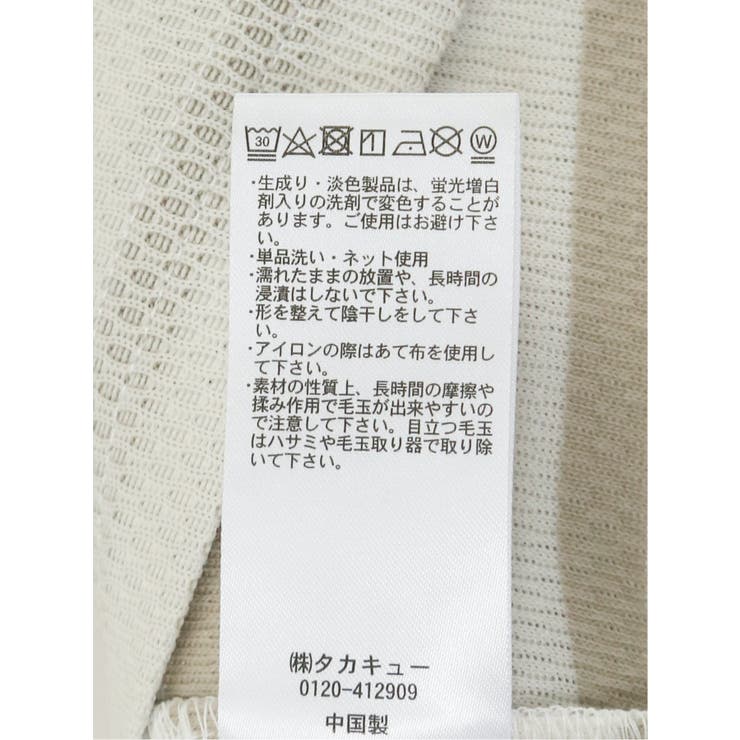 30
W
・生成り・淡色製品は、蛍光増白
剤入りの洗剤で変色することが
あります。ご使用はお避け下さ
い。
・単品洗い・ネット使用
・濡れたままの放置や、長時間の
浸漬はしないで下さい。
・形を整えて陰干しをして下さ
い。
・アイロンの際はあて布を使用し
て下さい。
・素材の性質上、長時間の摩擦や
揉み作用で毛玉が出来やすいの
で注意して下さい。目立つ毛玉
はハサミや毛玉取り器で取り除
いて下さい。
㈱タカキュー
0120-412909
中国製